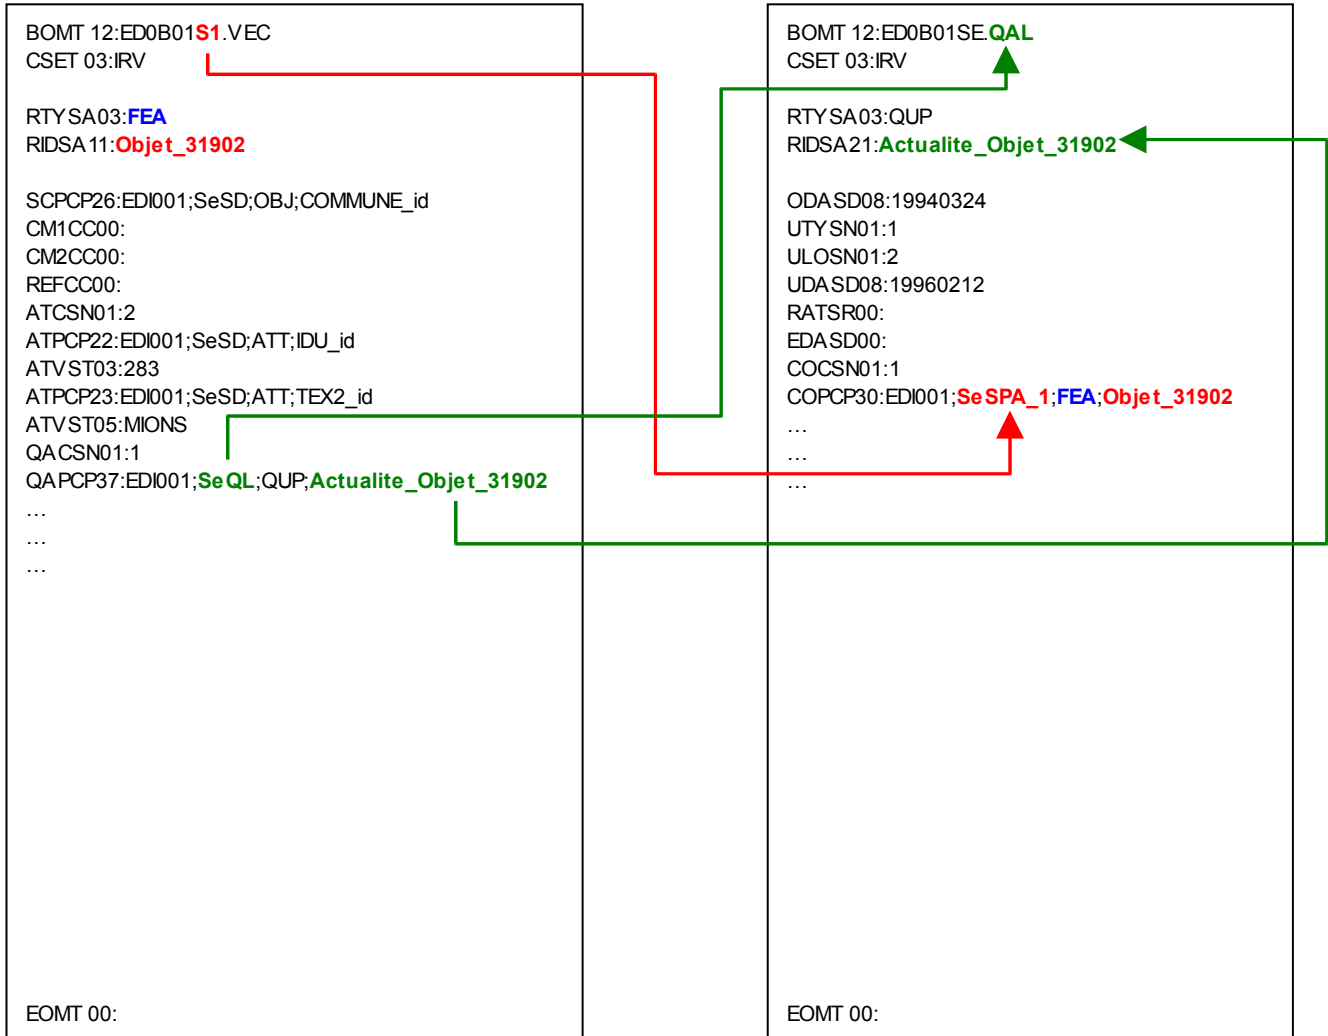 BOMT 12:ED0B01S1.VEC
CSET 03:IRV
RTYSA03:FEA
RIDSA11:Objet_31902
SCPCP26:EDI001;SeSD;OBJ;COMMUNE_id
CM1CC00:
CM2CC00:
REFCC00:
ATCSN01:2
ATPCP22:EDI001;SeSD;ATT;IDU_id
ATVST03:283
ATPCP23:EDI001;SeSD;ATT;TEX2_id
ATVST05:MIONS
QACSN01:1
QAPCP37:EDI001;SeQL;QUP;Actualite_Objet_31902
…
…
…
EOMT 00:
BOMT 12:ED0B01SE.QAL
CSET 03:IRV
RTYSA03:QUP
RIDSA21:Actualite_Objet_31902
ODASD08:19940324
UTYSN01:1
ULOSN01:2
UDASD08:19960212
RATSR00:
EDASD00:
COCSN01:1
COPCP30:EDI001;SeSPA_1;FEA;Objet_31902
…
…
…
EOMT 00: